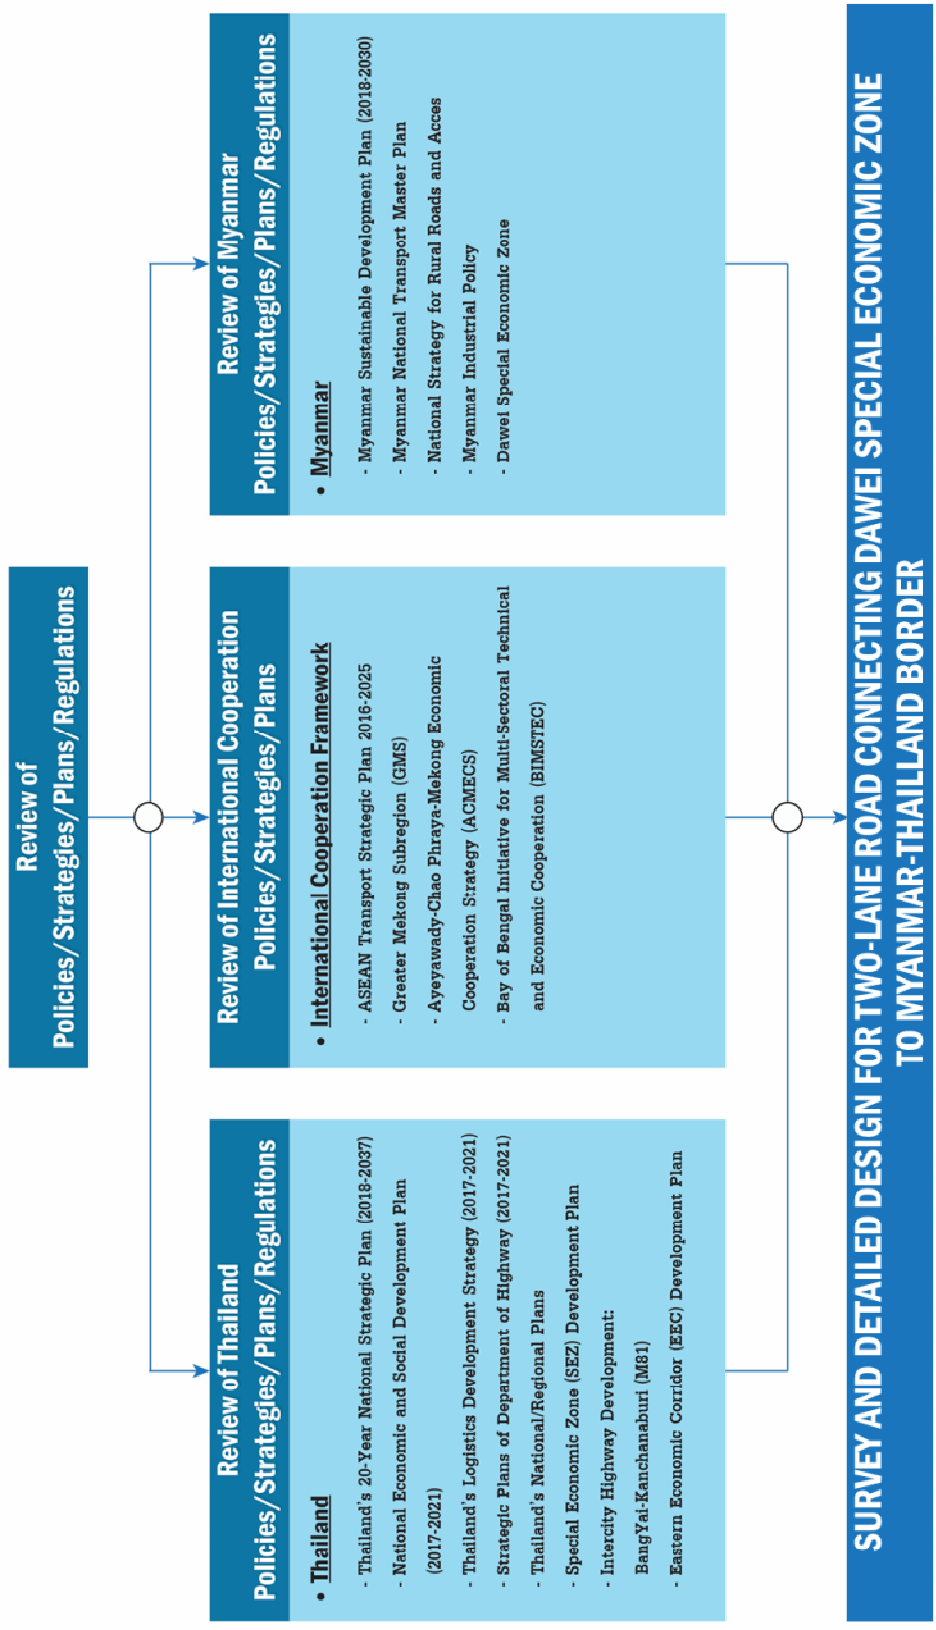 Review of
Policies/Strategies/Plans/Regulations
Review of Thailand
Policies/Strategies/Plans/Regulations
• Thailand
- Thailand's 20-Year National Strategic Plan (2018-2037)
- National Economic and Social Development Plan
(2017-2021)
- Thailand's Logistics Development Strategy (2017-2021)
- Strategic Plans of Department of Highway (2017-2021)
- Thailand's National/Regional Plans
- Special Economic Zone (SEZ) Development Plan
- Intercity Highway Development:
BangYai-Kanchanaburi (M81)
- Eastern Economic Corridor (EEC) Development Plan
Review of International Cooperation
Policies/Strategies/Plans
• International Cooperation Framework
- ASEAN Transport Strategic Plan 2016-2025
- Greater Mekong Subregion (GMS)
- Ayeyawady-Chao Phraya-Mekong Economic
Cooperation Strategy (ACMECS)
- Bay of Bengal Initiative for Multi-Sectoral Technical
and Economic Cooperation (BIMSTEC)
Review of Myanmar
Policies/Strategies/Plans/Regulations
• Myanmar
- Myanmar Sustainable Development Plan (2018-2030)
- Myanmar National Transport Master Plan
- National Strategy for Rural Roads and Acces
- Myanmar Industrial Policy
- Dawei Special Economic Zone
SURVEY AND DETAILED DESIGN FOR TWO-LANE ROAD CONNECTING DAWEI SPECIAL ECONOMIC ZONE
TO MYANMAR-THAILLAND BORDER